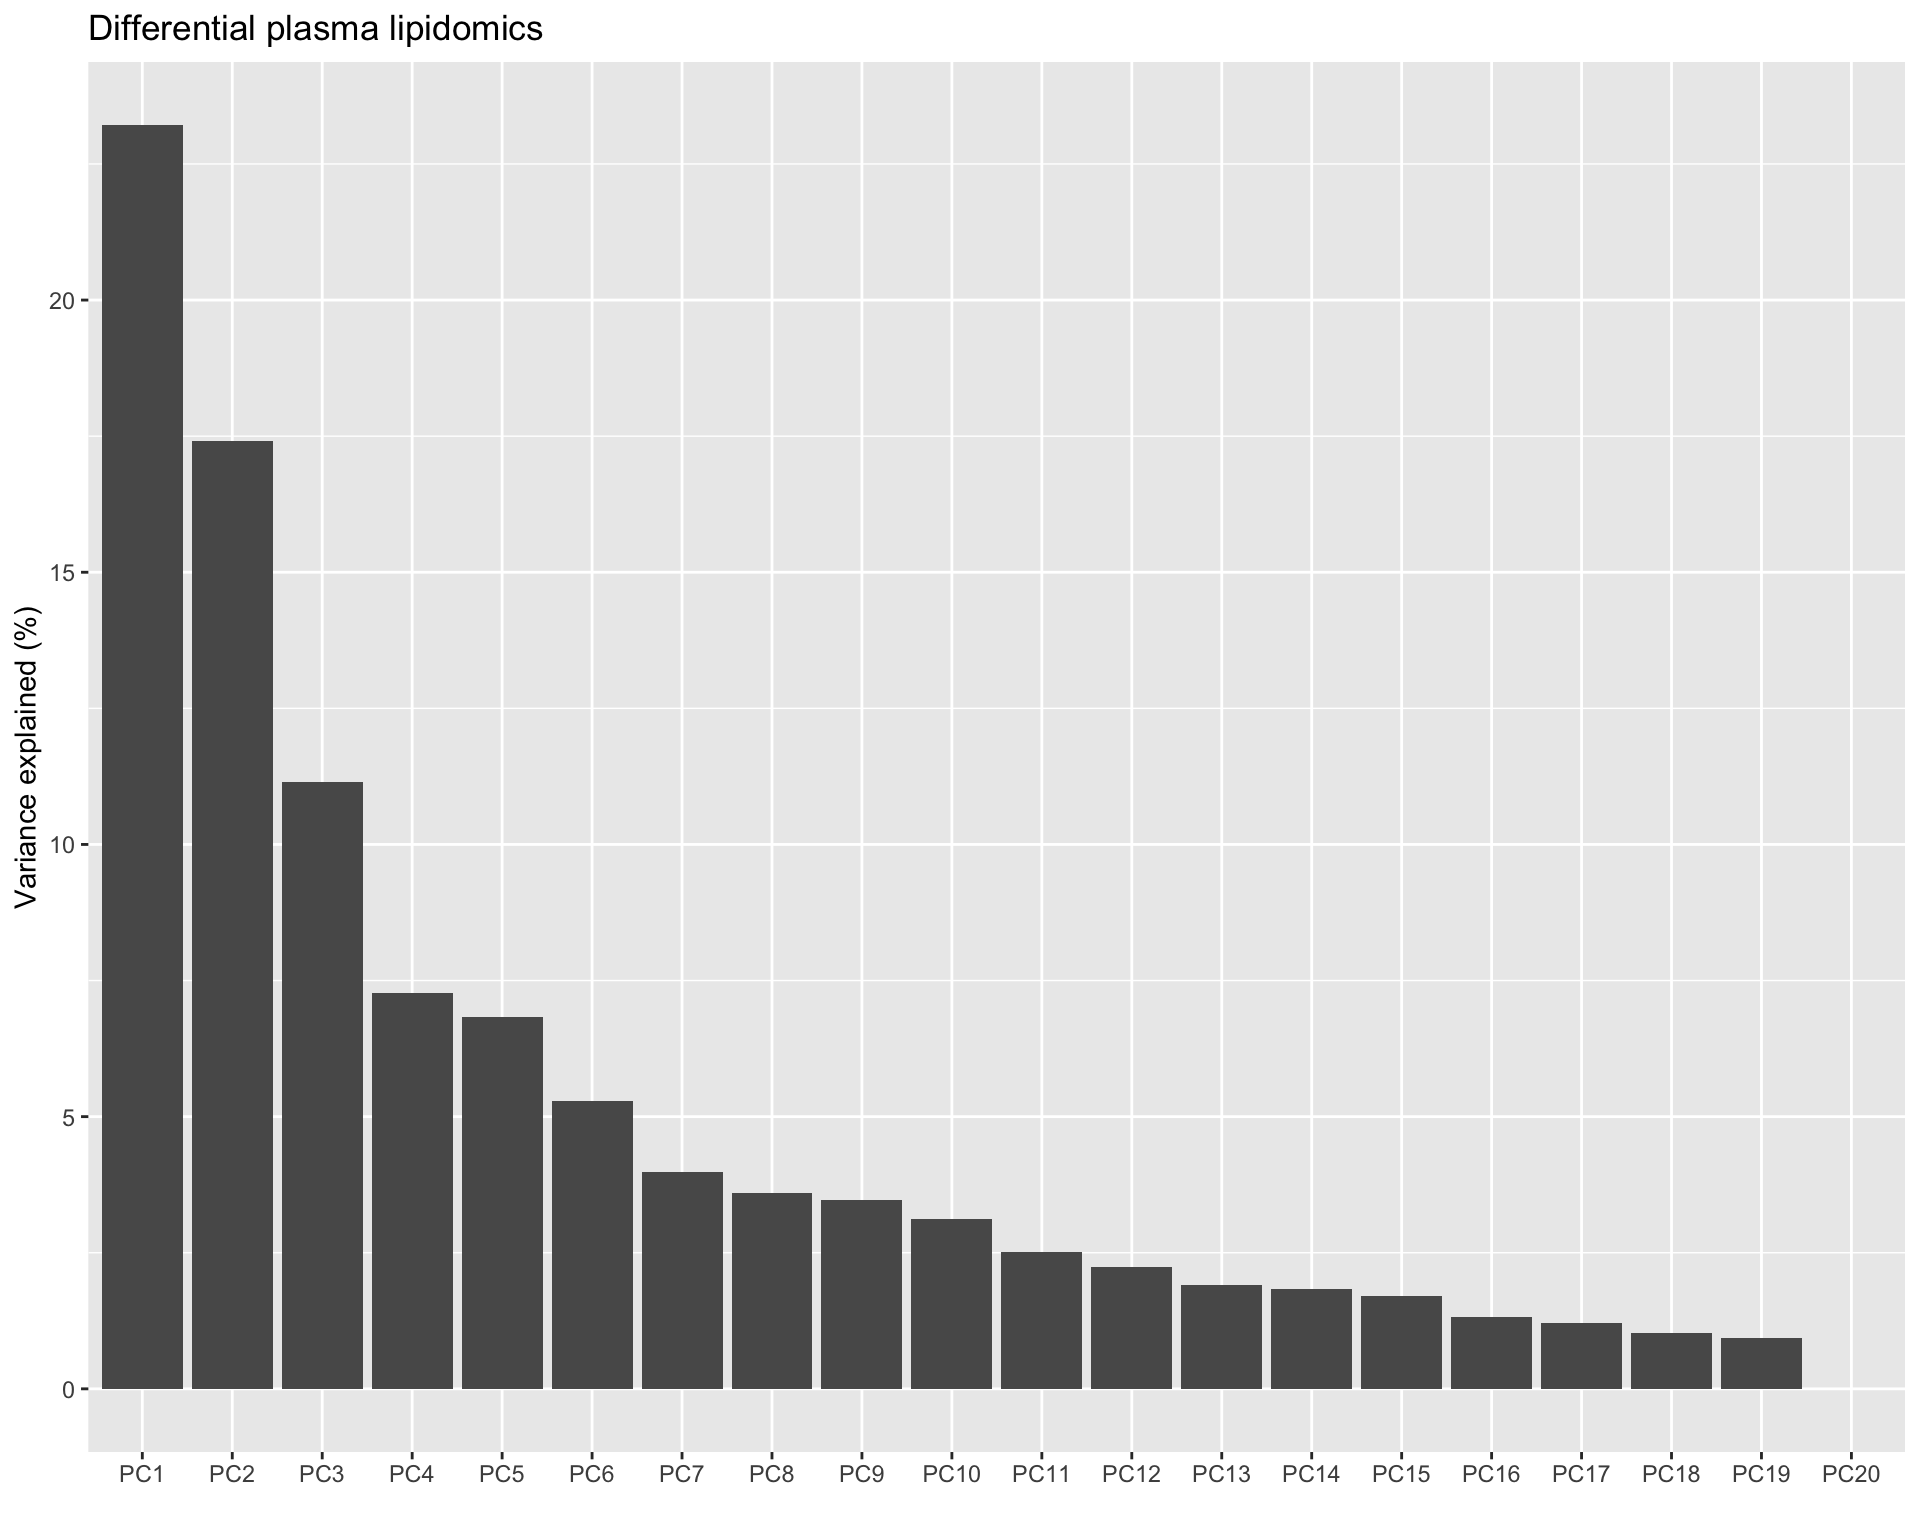 Differential plasma lipidomics
Variance explained (%)
20
15
10
5
0
PC1 PC2 PC3 PC4 PC5 PC6 PC7 PC8 PC9 PC10 PC11 PC12 PC13 PC14 PC15 PC16 PC17 PC18 PC19 PC20